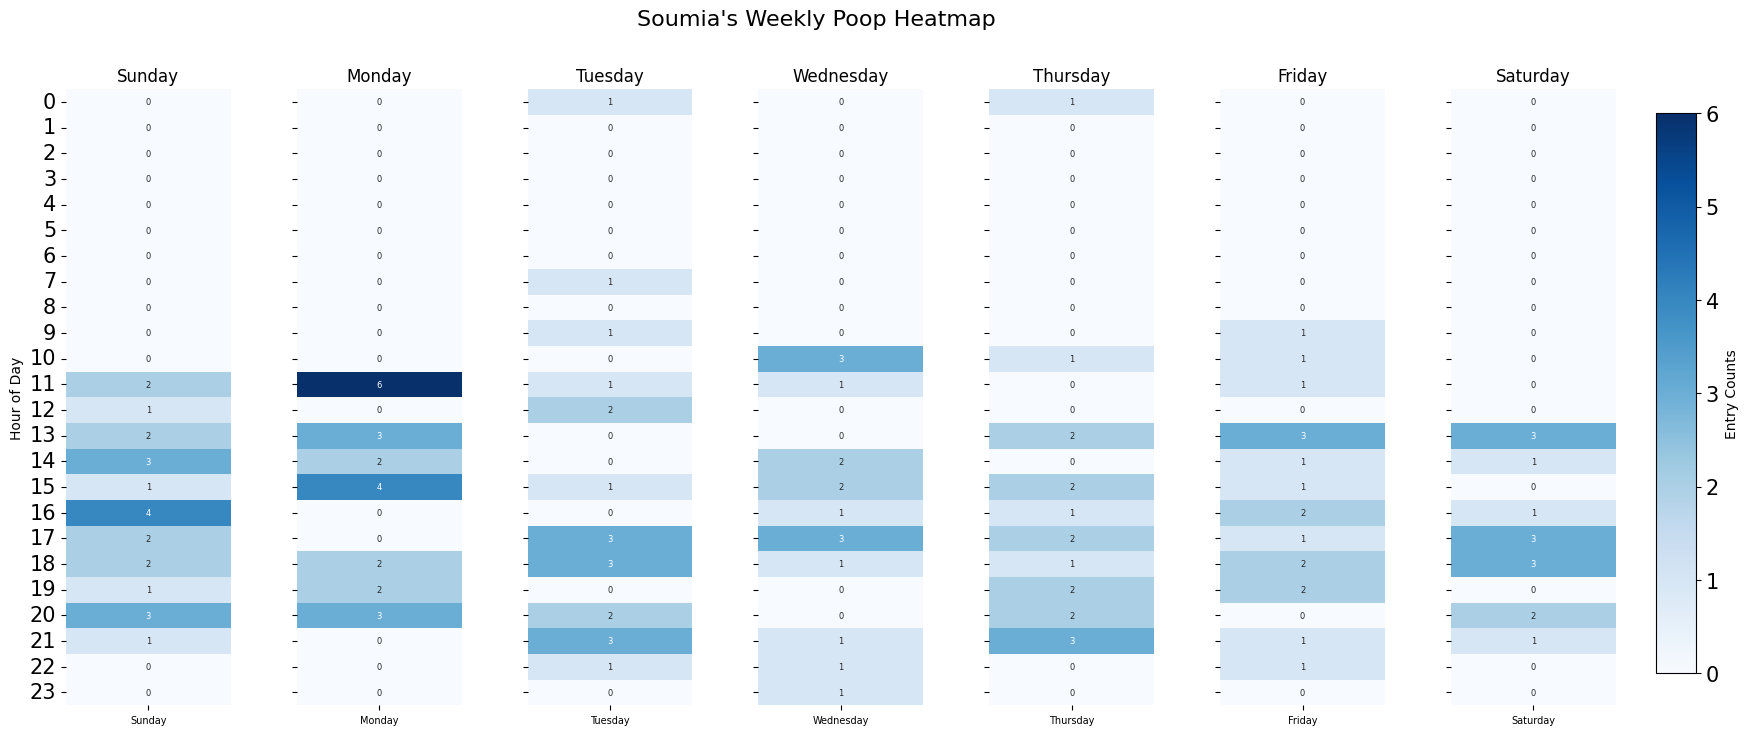 Soumia's Weekly Poop Heatmap
Sunday Monday Tuesday Wednesday Thursday Friday Saturday
0 0 0 1 0 1 0 0
1 0 0 0 0 0 0 0
2 0 0 0 0 0 0 0
3 0 0 0 0 0 0 0
4 0 0 0 0 0 0 0
5 0 0 0 0 0 0 0
6 0 0 0 0 0 0 0
7 0 0 1 0 0 0 0
8 0 0 0 0 0 0 0
9 0 0 1 0 0 1 0
10 0 0 0 3 1 1 0
11 2 6 1 1 0 1 0
12 1 0 2 0 0 0 0
13 2 3 0 0 2 3 3
14 3 2 0 2 0 1 1
15 1 4 1 2 2 1 0
16 4 0 0 1 1 2 1
17 2 0 3 3 2 1 3
18 2 2 3 1 1 2 3
19 1 2 0 0 2 2 0
20 3 3 2 0 2 0 2
21 1 0 3 1 3 1 1
22 0 0 1 1 0 1 0
23 0 0 0 1 0 0 0
Sunday Monday Tuesday Wednesday Thursday Friday Saturday
Hour of Day
6
5
4
3
2
1
0
Entry Counts